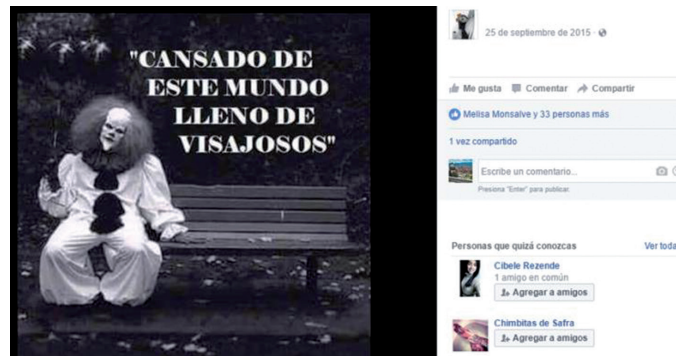 "CANSADO DE
ESTE MUNDO
LLENO DE
VISAJOSOS"
25 de septiembre de 2015 ·
Me gusta Comentar Compartir
Melisa Monsalve y 33 personas más
1 vez compartido
Escribe un comentario...
Presiona "Enter" para publicar.
Personas que quizá conozcas Ver toda
Cibele Rezende
1 amigo en común
Agregar a amigos
Chimbitas de Safra
Agregar a amigos